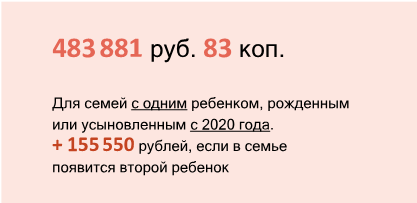 483 881 руб. 83 коп.
Для семей с одним ребенком, рожденным
или усыновленным с 2020 года.
+ 155 550 рублей, если в семье
появится второй ребенок